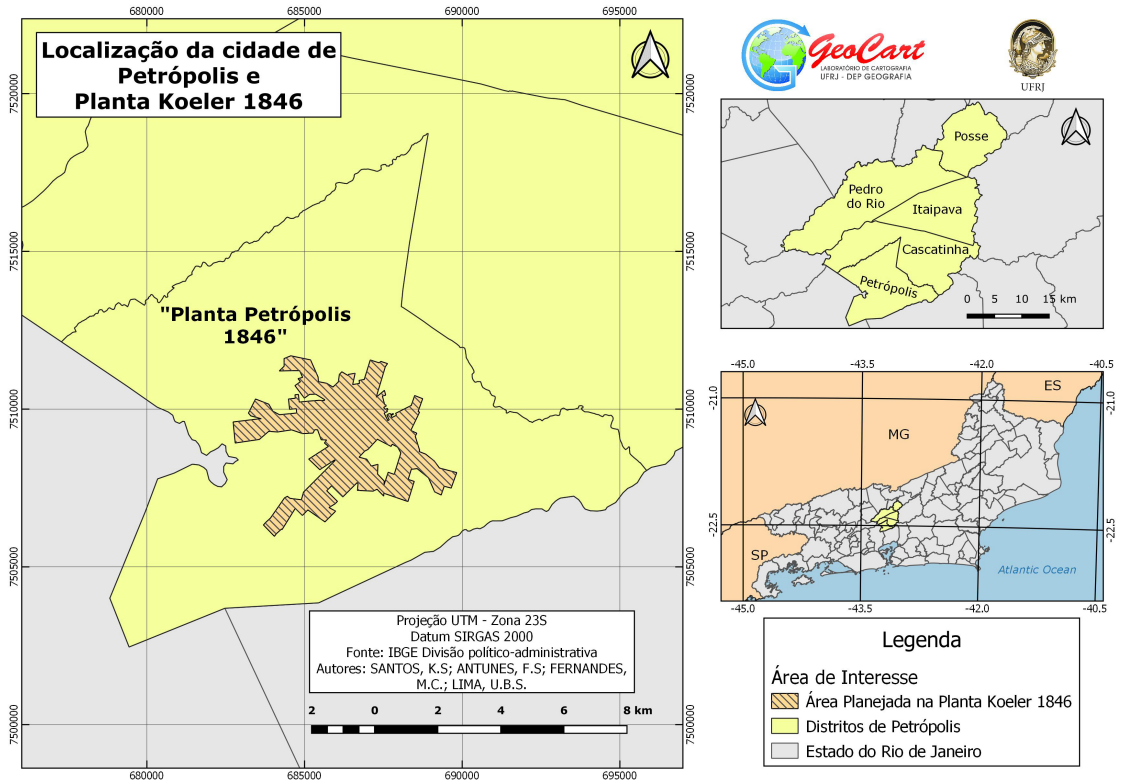 680000 685000 690000 695000
Localização da cidade de
Petrópolis e
Planta Koeler 1846
7520000
7515000
7510000
7505000
7500000
"Planta Petrópolis
1846"
7520000
7515000
7510000
7505000
7500000
Projeção UTM - Zona 23S
Datum SIRGAS 2000
Fonte: IBGE Divisão político-administrativa
Autores: SANTOS, K.S; ANTUNES, F.S; FERNANDES,
M.C.; LIMA, U.B.S.
2 0 2 4 6 8 km
680000 685000 690000 695000
GeoCart
LABORATÓRIO DE CARTOGRAFIA
UFRJ - DEP GEOGRAFIA
UFRJ
Posse
Pedro
do Rio
Itaipava
Cascatinha
Petrópolis
0 5 10 15 km
-45.0 -43.5 -42.0 -40.5
ES
-21.0 -21.0
MG
-22.5 -22.5
SP
Atlantic Ocean
-45.0 -43.5 -42.0 -40.5
Legenda
Área de Interesse
Área Planejada na Planta Koeler 1846
Distritos de Petrópolis
Estado do Rio de Janeiro